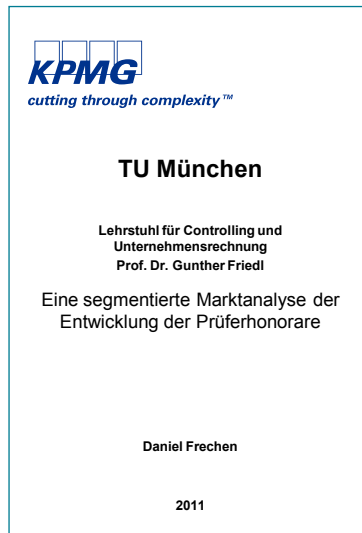 KPMG
cutting through complexity™
TU München
Lehrstuhl für Controlling und
Unternehmensrechnung
Prof. Dr. Gunther Friedl
Eine segmentierte Marktanalyse der
Entwicklung der Prüferhonorare
Daniel Frechen
2011